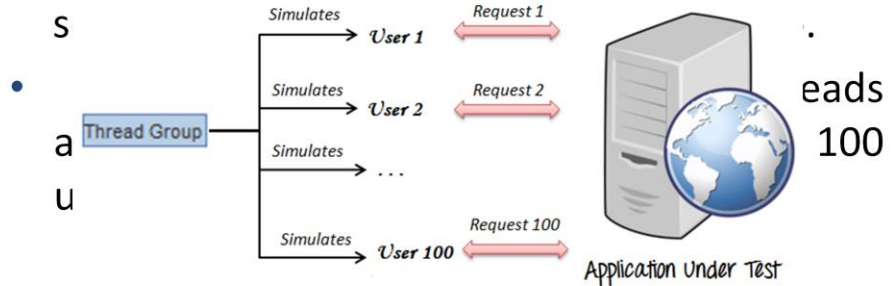 Simulates User 1 Request 1
s .
Simulates User 2 Request 2
• eads
Thread Group
a 100
Simulates ...
u
Simulates User 100 Request 100
Application Under Test